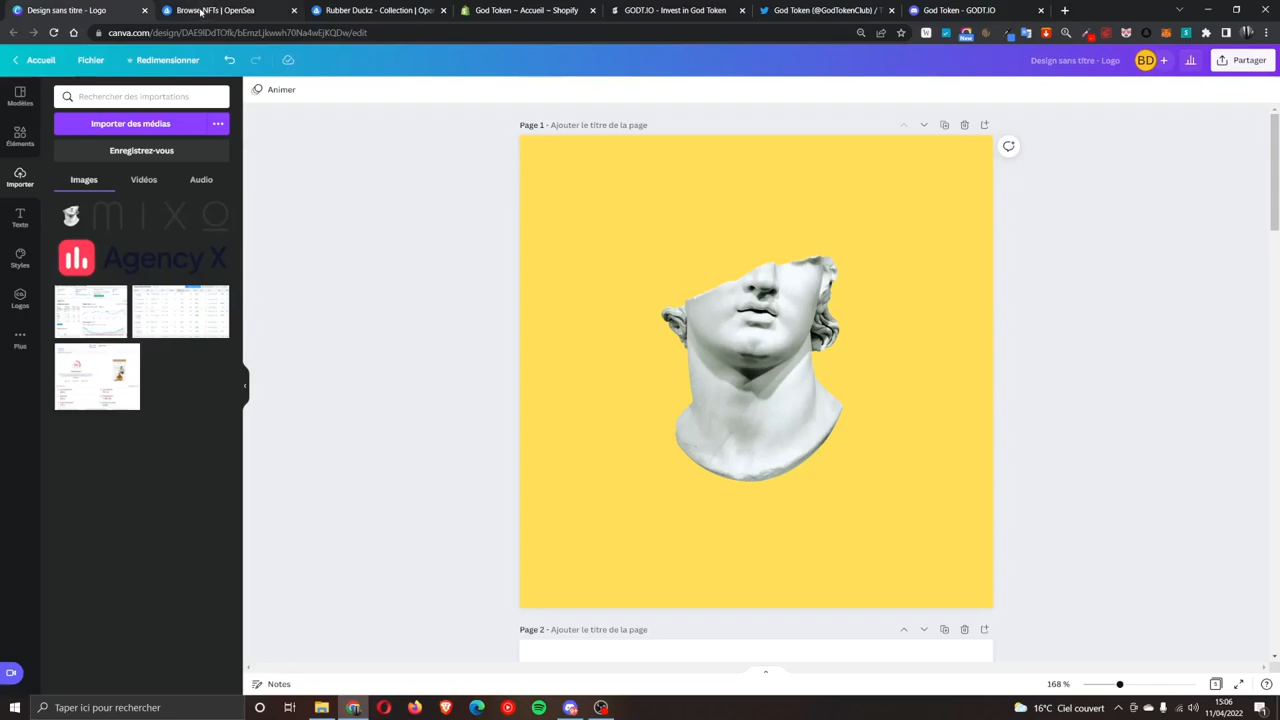 Design sans titre - Logo
Browse NFTs | OpenSea
Rubber Duckz - Collection | Ope
God Token ~ Accueil ~ Shopify
GODT.IO - Invest in God Token
God Token (@GodTokenClub) / T
God Token - GODT.IO
canva.com/design/DAE9lDdTOfk/bEmzLjkwwh70Na4wEjKQDw/edit
New
Accueil
Fichier
Redimensionner
Design sans titre - Logo
BD
Partager
Modèles
Éléments
Importer
Texte
Styles
Logos
Plus
Rechercher des importations
Importer des médias
Enregistrez-vous
Images
Vidéos
Audio
MIXO
Agency X
Animer
Page 1 - Ajouter le titre de la page
Page 2 - Ajouter le titre de la page
Notes
168 %
5
Taper ici pour rechercher
16°C Ciel couvert
15:06
11/04/2022